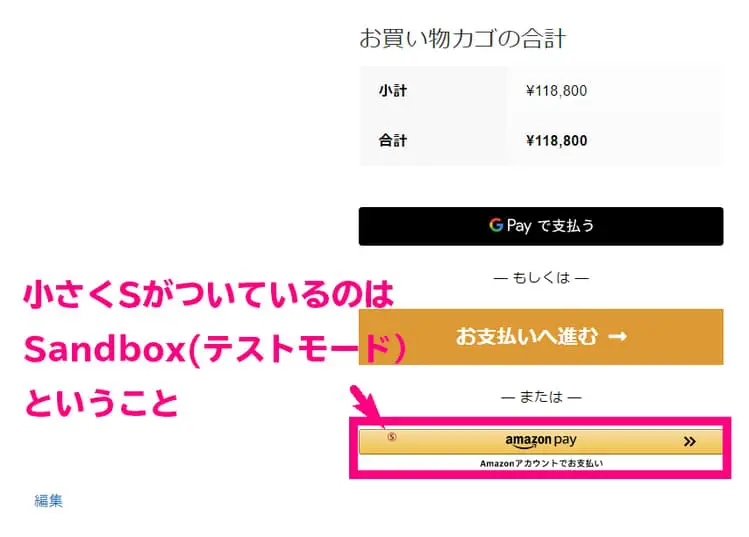 お買い物カゴの合計
小計 ¥118,800
合計 ¥118,800
G Pay で支払う
— もしくは —
小さくSがついているのは
Sandbox(テストモード)
ということ
お支払いへ進む →
— または —
S amazon pay »
Amazonアカウントでお支払い
編集